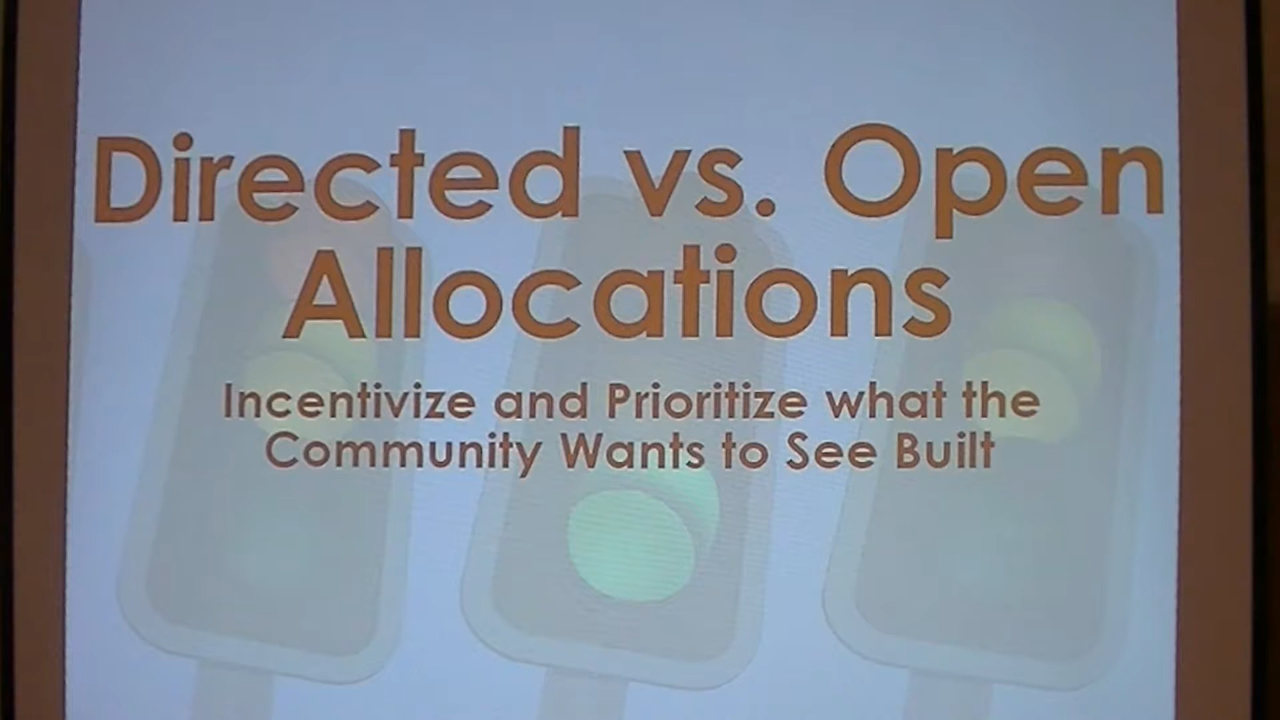 Directed vs. Open
Allocations
Incentivize and Prioritize what the
Community Wants to See Built